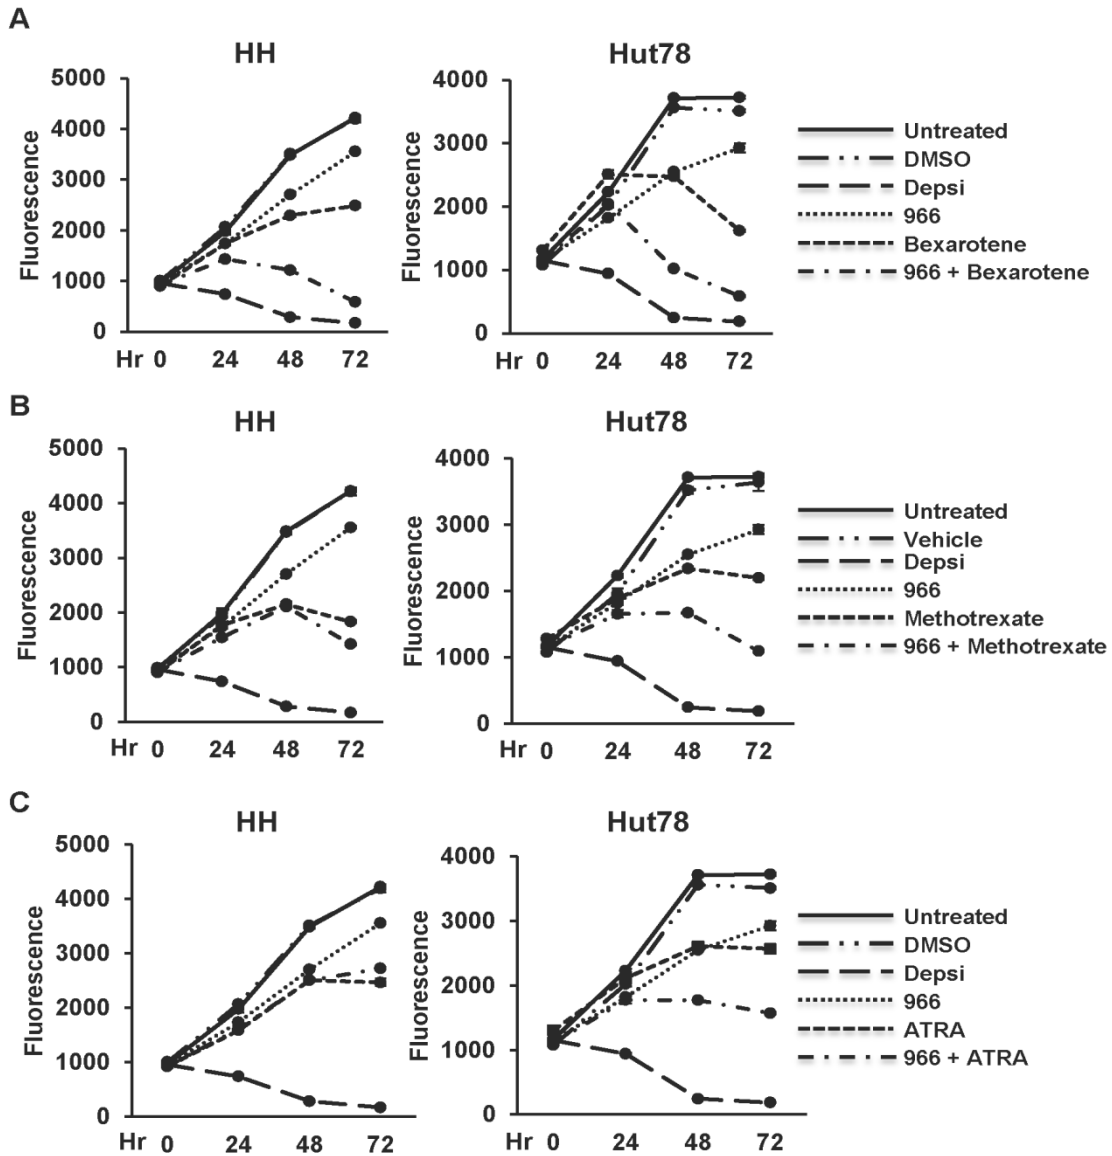 A
HH
Hut78
5000
4000
3000
2000
1000
0
Fluorescence
Hr 0 24 48 72
4000
3000
2000
1000
0
Fluorescence
Hr 0 24 48 72
Untreated
DMSO
Depsi
966
Bexarotene
966 + Bexarotene
B
HH
Hut78
5000
4000
3000
2000
1000
0
Fluorescence
Hr 0 24 48 72
4000
3000
2000
1000
0
Fluorescence
Hr 0 24 48 72
Untreated
Vehicle
Depsi
966
Methotrexate
966 + Methotrexate
C
HH
Hut78
5000
4000
3000
2000
1000
0
Fluorescence
Hr 0 24 48 72
4000
3000
2000
1000
0
Fluorescence
Hr 0 24 48 72
Untreated
DMSO
Depsi
966
ATRA
966 + ATRA